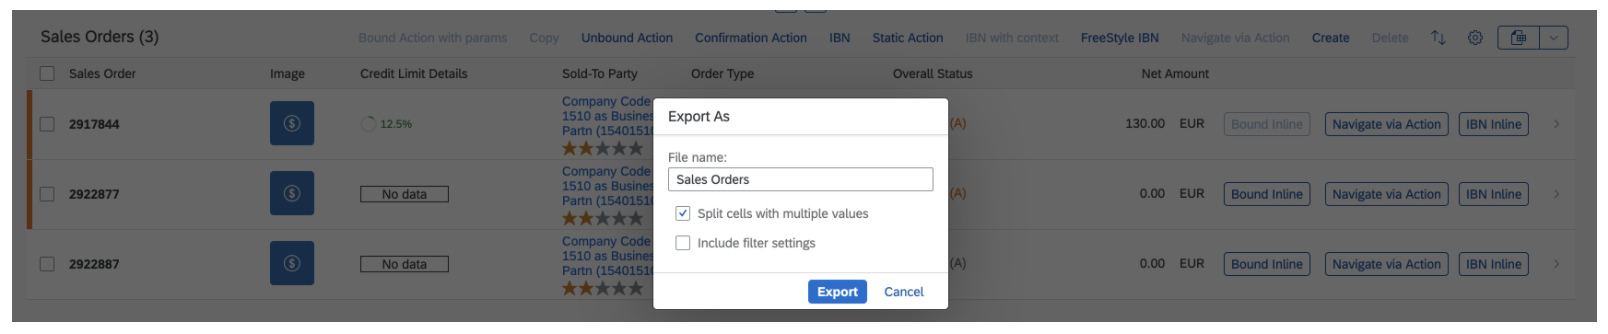 Sales Orders (3)
Bound Action with params Copy Unbound Action Confirmation Action IBN Static Action IBN with context FreeStyle IBN Navigate via Action Create Delete
Sales Order Image Credit Limit Details Sold-To Party Order Type Overall Status Net Amount
Company Code
1510 as Busines
Partn (1540151
2917844 $ 12.5% (A) 130.00 EUR Bound Inline Navigate via Action IBN Inline
Company Code
1510 as Busines
Partn (1540151
2922877 $ No data (A) 0.00 EUR Bound Inline Navigate via Action IBN Inline
Company Code
1510 as Busines
Partn (1540151
2922887 $ No data (A) 0.00 EUR Bound Inline Navigate via Action IBN Inline
Export As
File name:
Sales Orders
Split cells with multiple values
Include filter settings
Export Cancel